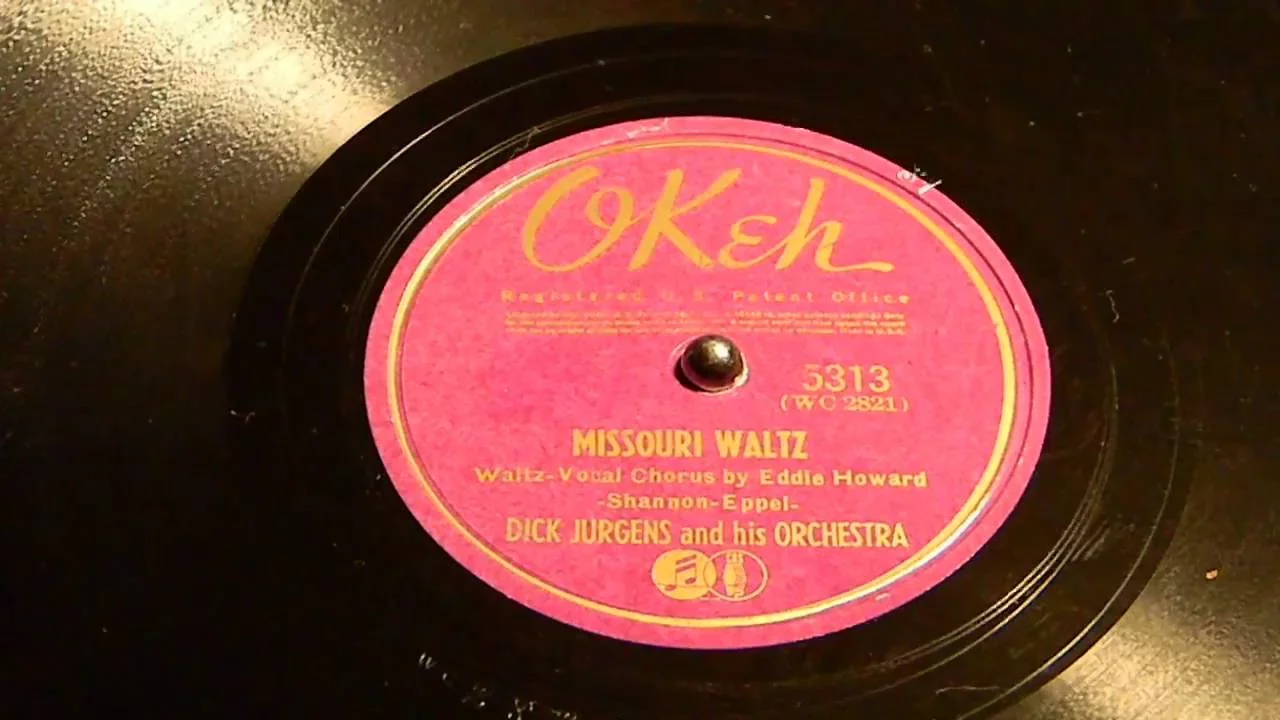 OKeh
Registered U.S. Patent Office
5313
(WC 2821)
MISSOURI WALTZ
Waltz-Vocal Chorus by Eddie Howard
-Shannon-Eppel-
DICK JURGENS and his ORCHESTRA
CBS